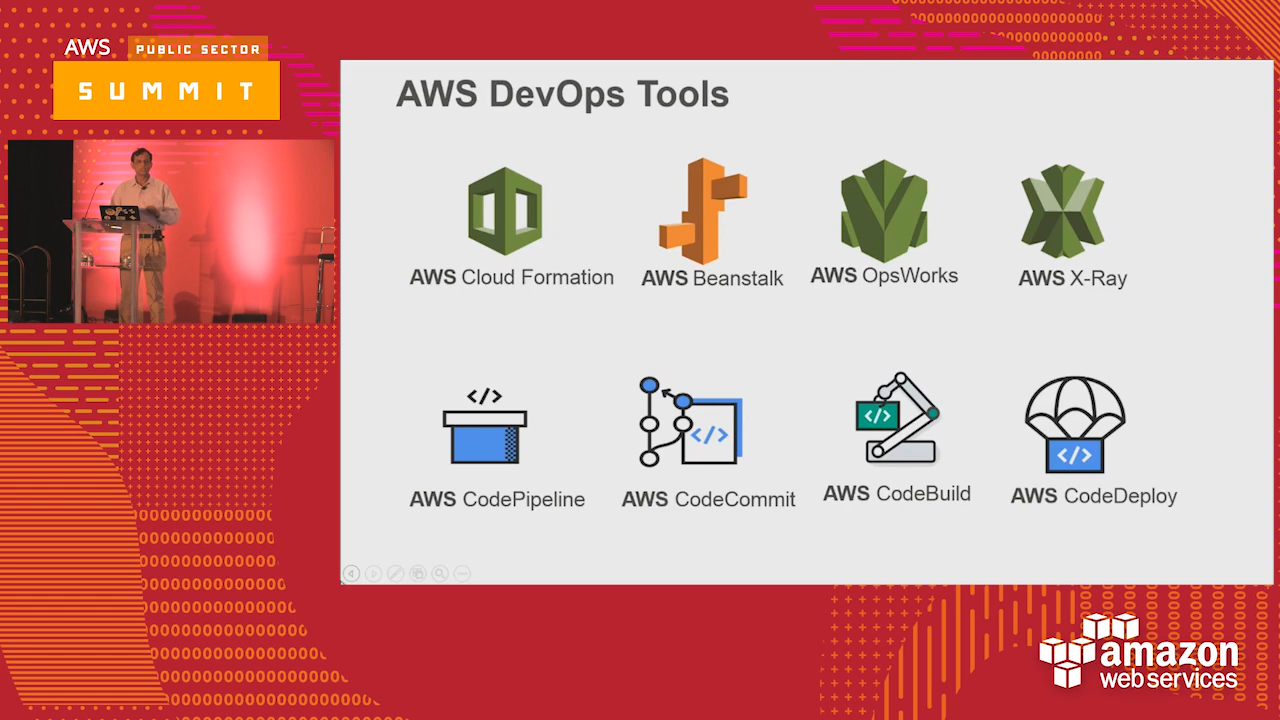 AWS PUBLIC SECTOR
SUMMIT
AWS DevOps Tools
AWS Cloud Formation
AWS Beanstalk
AWS OpsWorks
AWS X-Ray
</>
</>
</>
</>
AWS CodePipeline
AWS CodeCommit
AWS CodeBuild
AWS CodeDeploy
amazon
web services